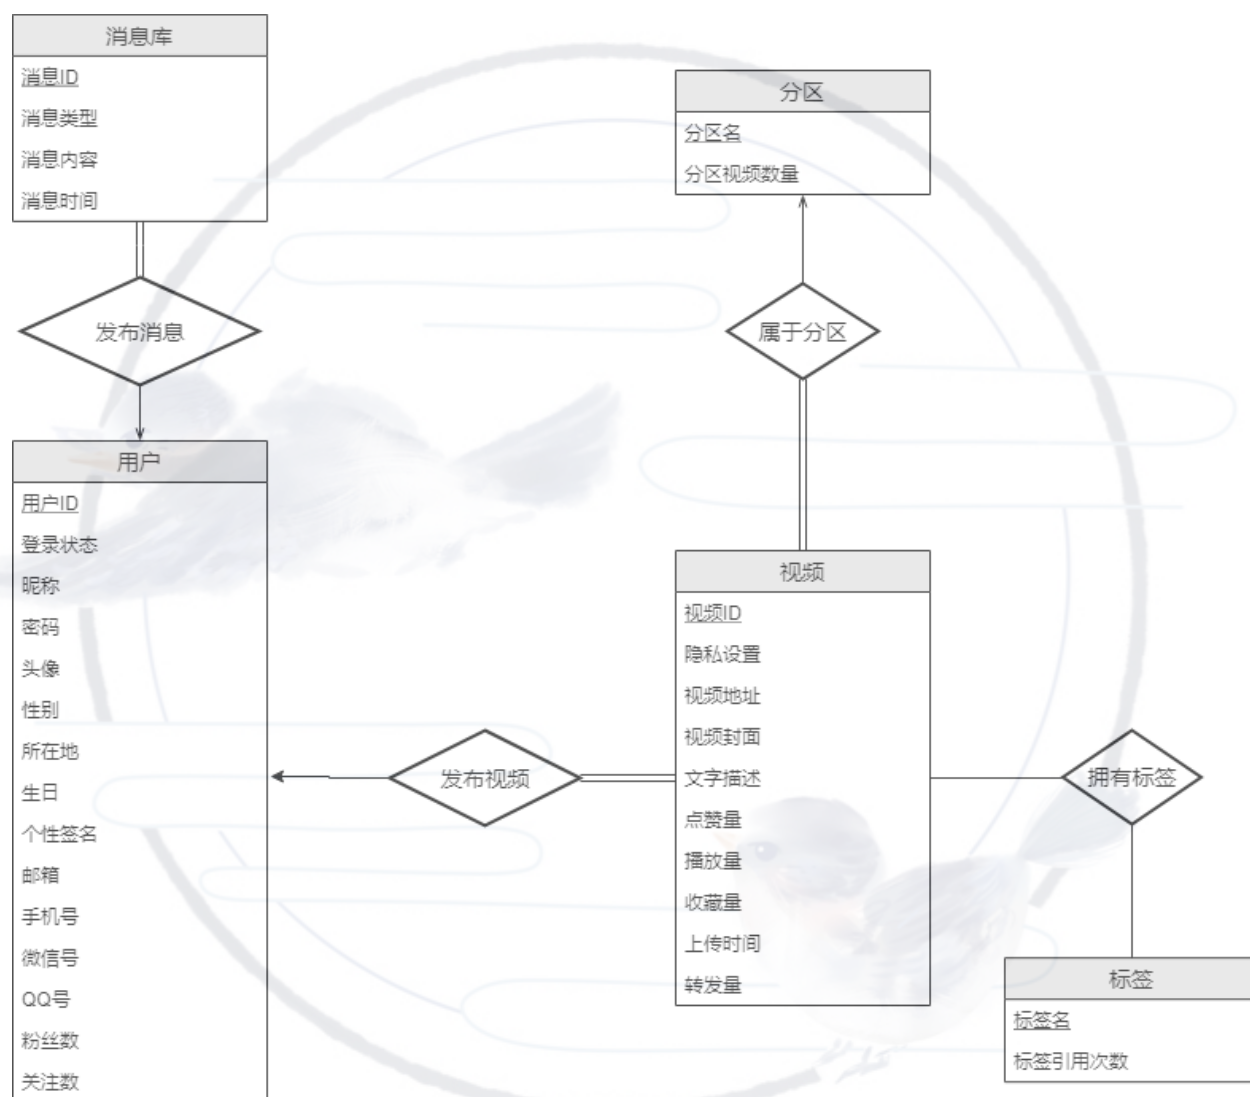 消息库
消息ID
消息类型
消息内容
消息时间
发布消息
用户
用户ID
登录状态
昵称
密码
头像
性别
所在地
生日
个性签名
邮箱
手机号
微信号
QQ号
粉丝数
关注数
发布视频
分区
分区名
分区视频数量
属于分区
视频
视频ID
隐私设置
视频地址
视频封面
文字描述
点赞量
播放量
收藏量
上传时间
转发量
拥有标签
标签
标签名
标签引用次数